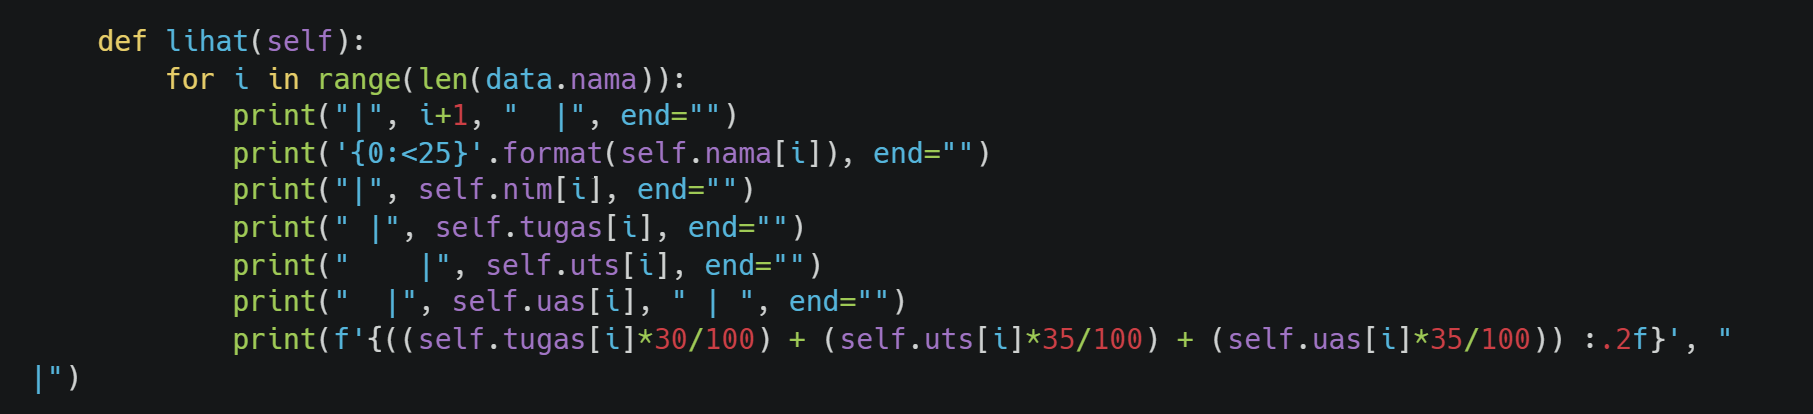 def lihat(self):
        for i in range(len(data.nama)):
            print("|", i+1, "  |", end="")
            print('{0:<25}'.format(self.nama[i]), end="")
            print("|", self.nim[i], end="")
            print(" |", self.tugas[i], end="")
            print("    |", self.uts[i], end="")
            print("  |", self.uas[i], " | ", end="")
            print(f'{((self.tugas[i]*30/100) + (self.uts[i]*35/100) + (self.uas[i]*35/100)) :.2f}', "
|")